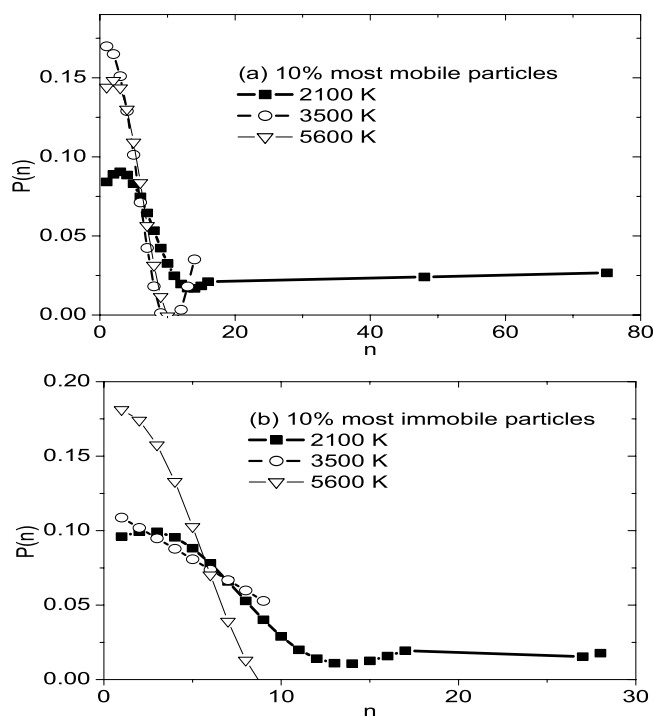 0.15
0.10
0.05
0.00
P(n)
(a) 10% most mobile particles
2100 K
3500 K
5600 K
0
20
40
60
80
n
0.20
0.15
0.10
0.05
0.00
P(n)
(b) 10% most immobile particles
2100 K
3500 K
5600 K
0
10
20
30
n